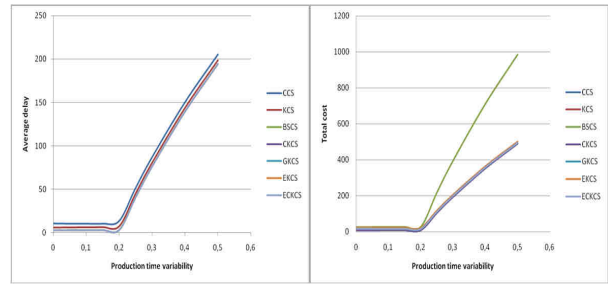 250
200
150
100
50
0
Average delay
0 0,1 0,2 0,3 0,4 0,5 0,6
Production time variability
CCS
KCS
BSCS
CKCS
GKCS
EKCS
ECKCS
1200
1000
800
600
400
200
0
Total cost
0 0,1 0,2 0,3 0,4 0,5 0,6
Production time variability
CCS
KCS
BSCS
CKCS
GKCS
EKCS
ECKCS